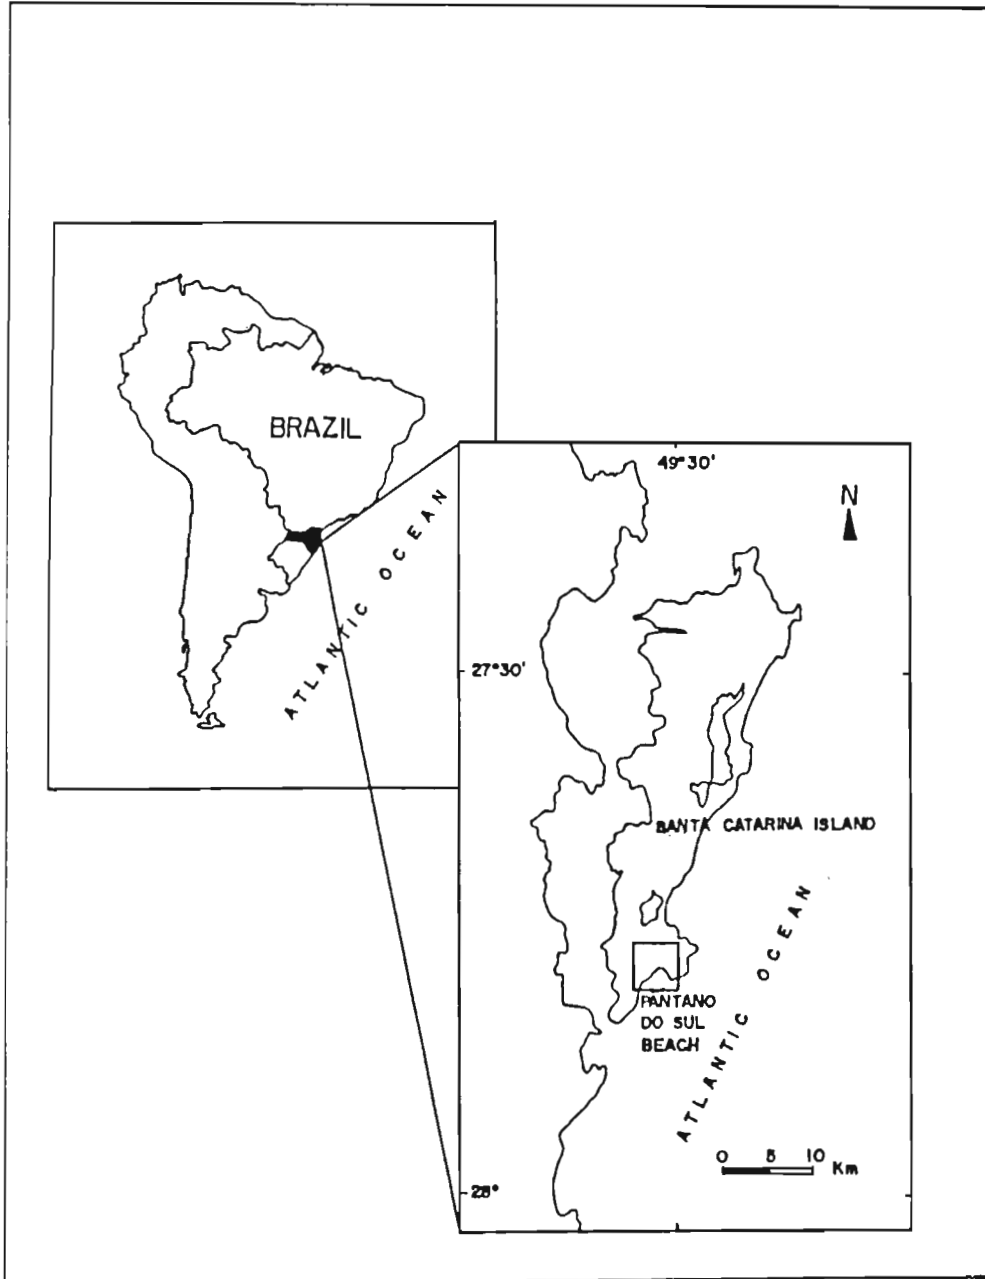 BRAZIL
ATLANTIC OCEAN
49°30'
N
27°30'
SANTA CATARINA ISLAND
PANTANO
DO SUL
BEACH
ATLANTIC OCEAN
0 5 10 Km
28°